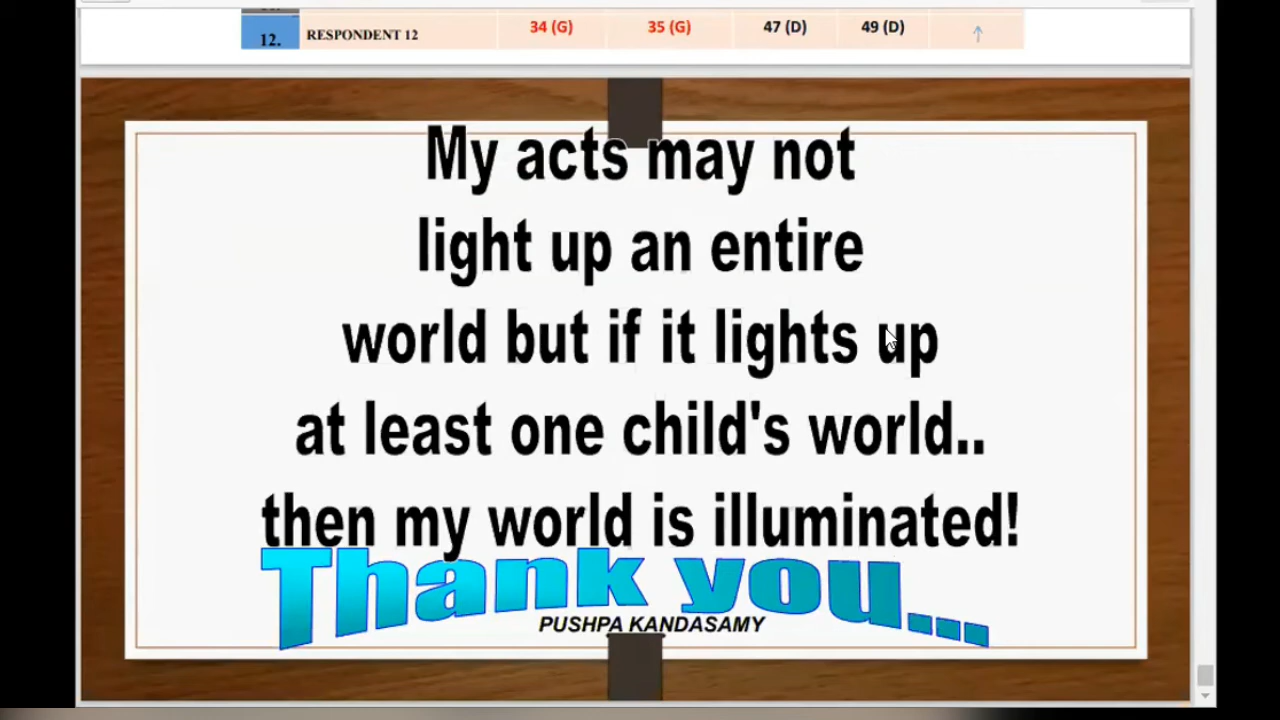 12. RESPONDENT 12 34 (G) 35 (G) 47 (D) 49 (D) ↑
My acts may not
light up an entire
world but if it lights up
at least one child's world..
then my world is illuminated!
Thank you...
PUSHPA KANDASAMY